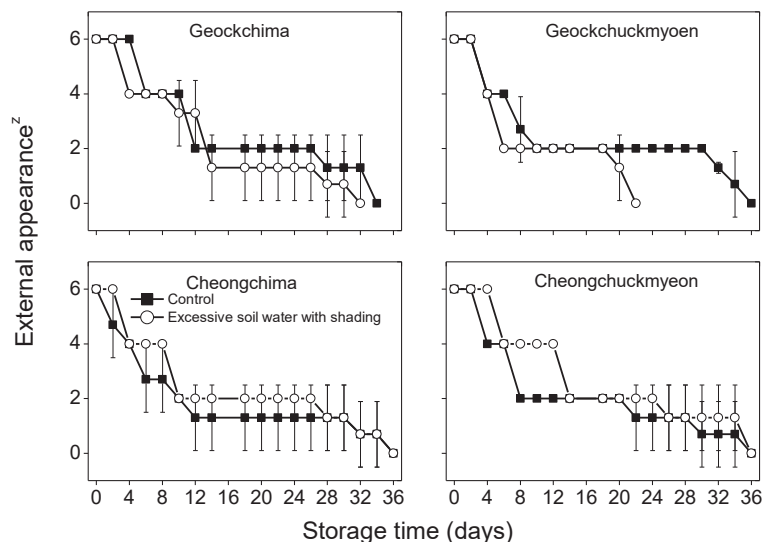 Geockchima
Geockchuckmyoen
6
4
2
0
External appearance^z
Cheongchima
Control
Excessive soil water with shading
Cheongchuckmyeon
6
4
2
0
0 4 8 12 16 20 24 28 32 36
0 4 8 12 16 20 24 28 32 36
Storage time (days)